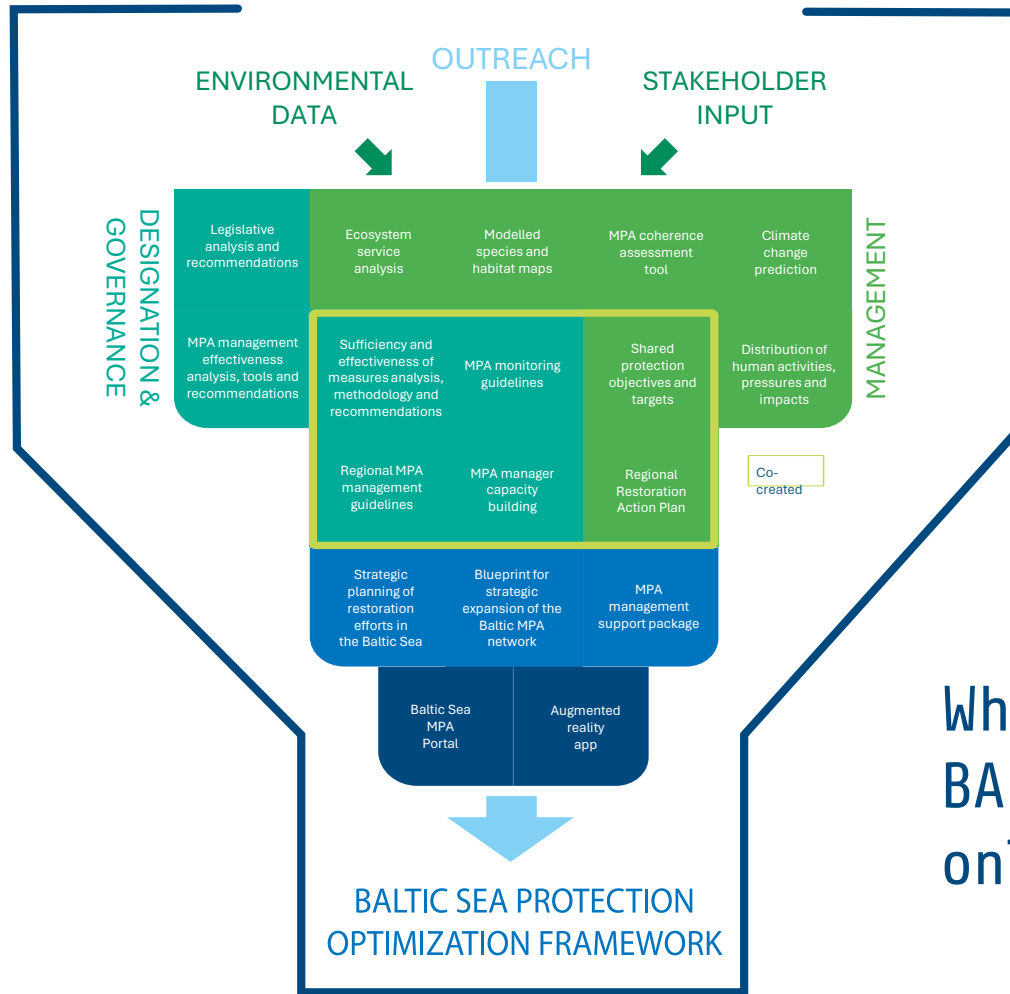 OUTREACH
ENVIRONMENTAL
DATA
STAKEHOLDER
INPUT
DESIGNATION &
GOVERNANCE
Legislative
analysis and
recommendations
Ecosystem
service
analysis
Modelled
species and
habitat maps
MPA coherence
assessment
tool
Climate
change
prediction
MANAGEMENT
MPA management
effectiveness
analysis, tools and
recommendations
Sufficiency and
effectiveness of
measures analysis,
methodology and
recommendations
MPA monitoring
guidelines
Shared
protection
objectives and
targets
Distribution of
human activities,
pressures and
impacts
Regional MPA
management
guidelines
MPA manager
capacity
building
Regional
Restoration
Action Plan
Co-
created
Strategic
planning of
restoration
efforts in
the Baltic Sea
Blueprint for
strategic
expansion of the
Baltic MPA
network
MPA
management
support package
Baltic Sea
MPA
Portal
Augmented
reality
app
BALTIC SEA PROTECTION
OPTIMIZATION FRAMEWORK
Wh
BA